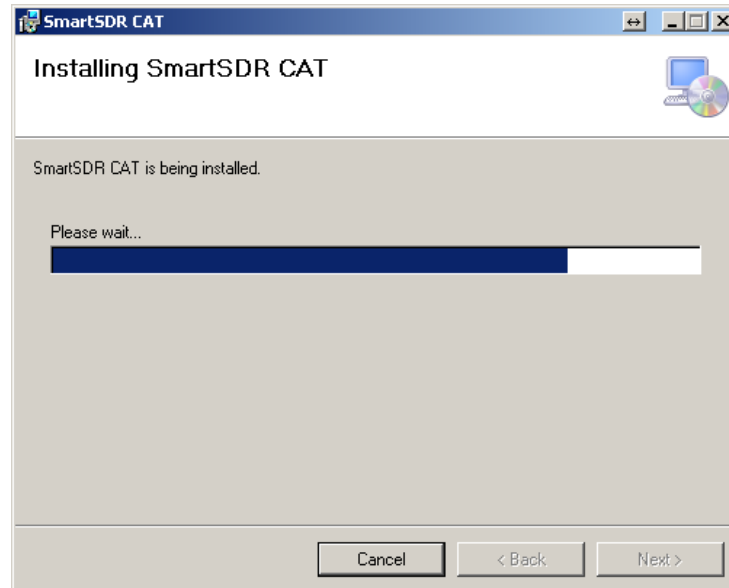 SmartSDR CAT
Installing SmartSDR CAT
SmartSDR CAT is being installed.
Please wait...
Cancel
< Back
Next >